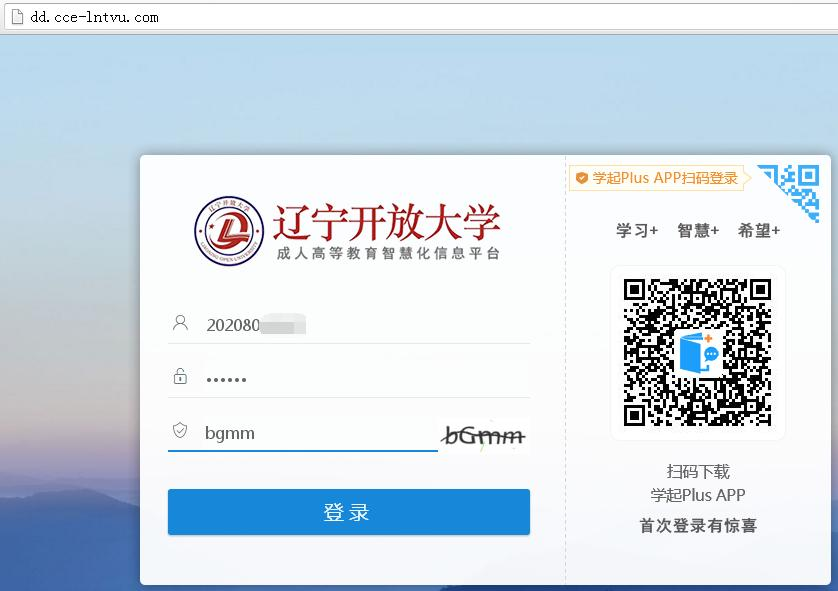 dd.cce-lntvu.com
辽宁开放大学
成人高等教育智慧化信息平台
202080
••••••
bgmm
bGmm
登录
学起Plus APP扫码登录
学习+ 智慧+ 希望+
扫码下载
学起Plus APP
首次登录有惊喜